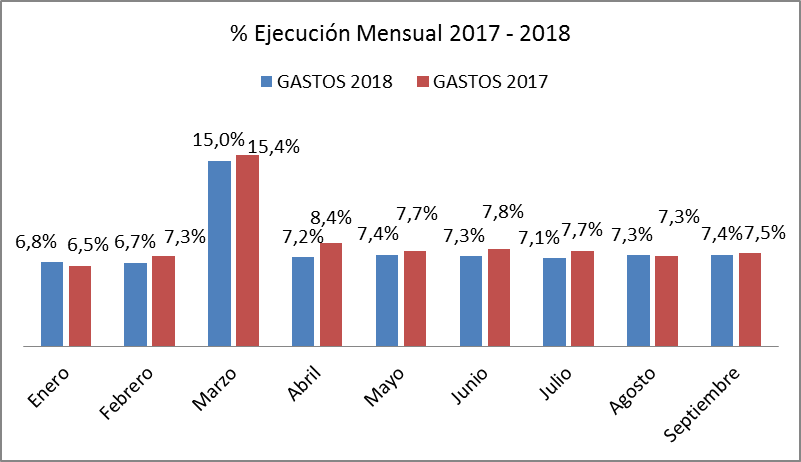 % Ejecución Mensual 2017 - 2018
GASTOS 2018 GASTOS 2017
6,8% 6,5% 6,7% 7,3% 15,0% 15,4% 7,2% 8,4% 7,4% 7,7% 7,3% 7,8% 7,1% 7,7% 7,3% 7,3% 7,4% 7,5%
Enero Febrero Marzo Abril Mayo Junio Julio Agosto Septiembre